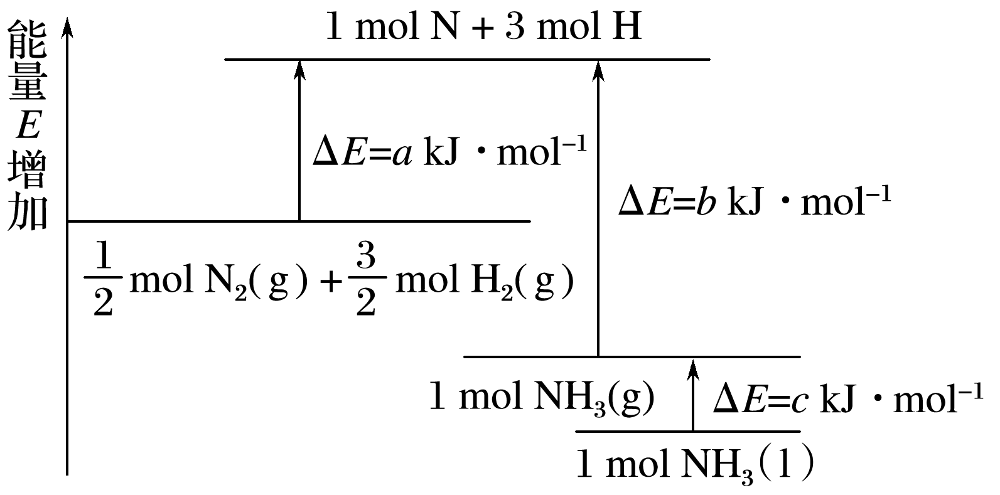 能量E增加
1 mol N + 3 mol H
ΔE=a kJ·mol⁻¹
ΔE=b kJ·mol⁻¹
1/2 mol N₂(g) + 3/2 mol H₂(g)
1 mol NH₃(g)
ΔE=c kJ·mol⁻¹
1 mol NH₃(l)